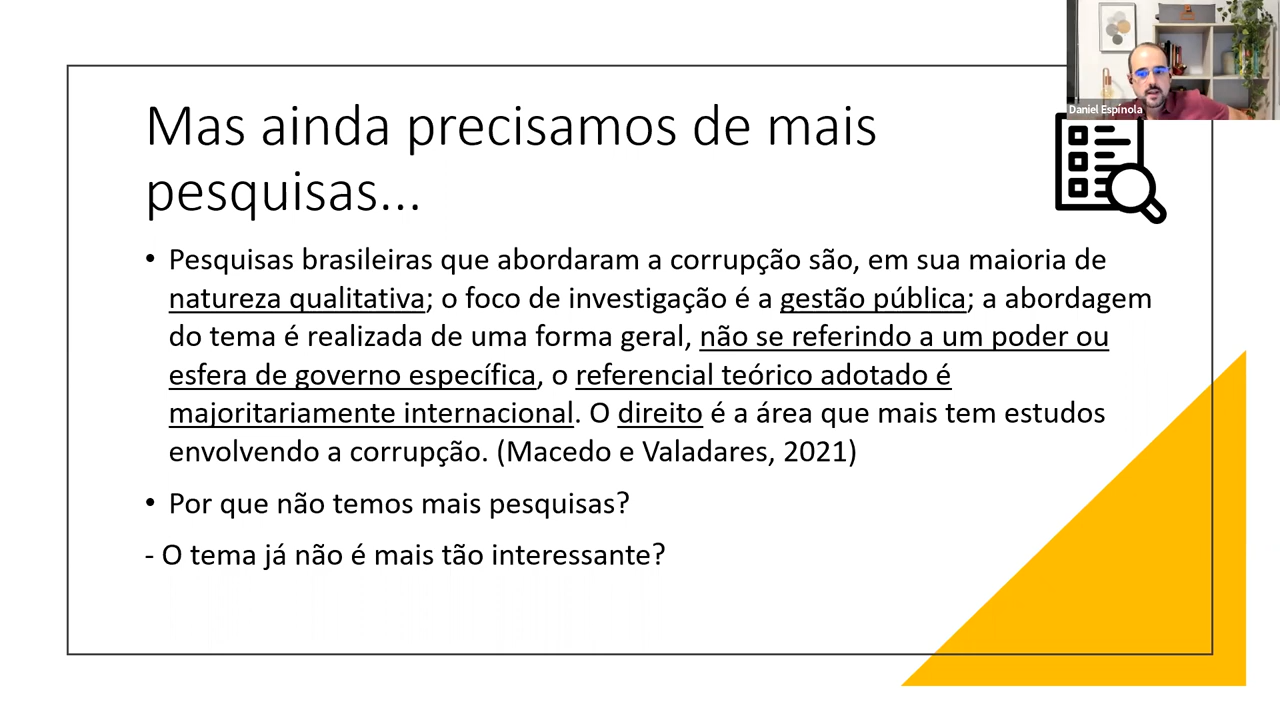 Daniel Espínola
Mas ainda precisamos de mais
pesquisas...
• Pesquisas brasileiras que abordaram a corrupção são, em sua maioria de
natureza qualitativa; o foco de investigação é a gestão pública; a abordagem
do tema é realizada de uma forma geral, não se referindo a um poder ou
esfera de governo específica, o referencial teórico adotado é
majoritariamente internacional. O direito é a área que mais tem estudos
envolvendo a corrupção. (Macedo e Valadares, 2021)
• Por que não temos mais pesquisas?
- O tema já não é mais tão interessante?